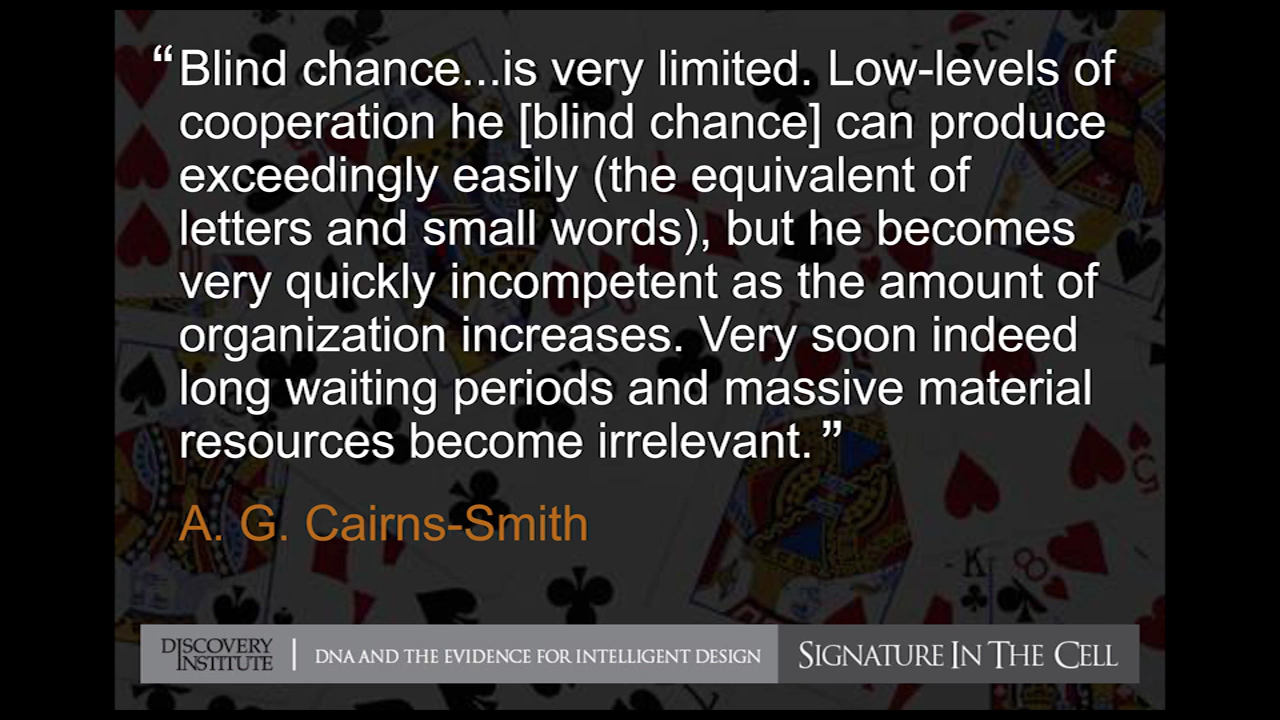 “Blind chance...is very limited. Low-levels of
cooperation he [blind chance] can produce
exceedingly easily (the equivalent of
letters and small words), but he becomes
very quickly incompetent as the amount of
organization increases. Very soon indeed
long waiting periods and massive material
resources become irrelevant.”
A. G. Cairns-Smith
DISCOVERY
INSTITUTE
DNA AND THE EVIDENCE FOR INTELLIGENT DESIGN
SIGNATURE IN THE CELL
K
8
5